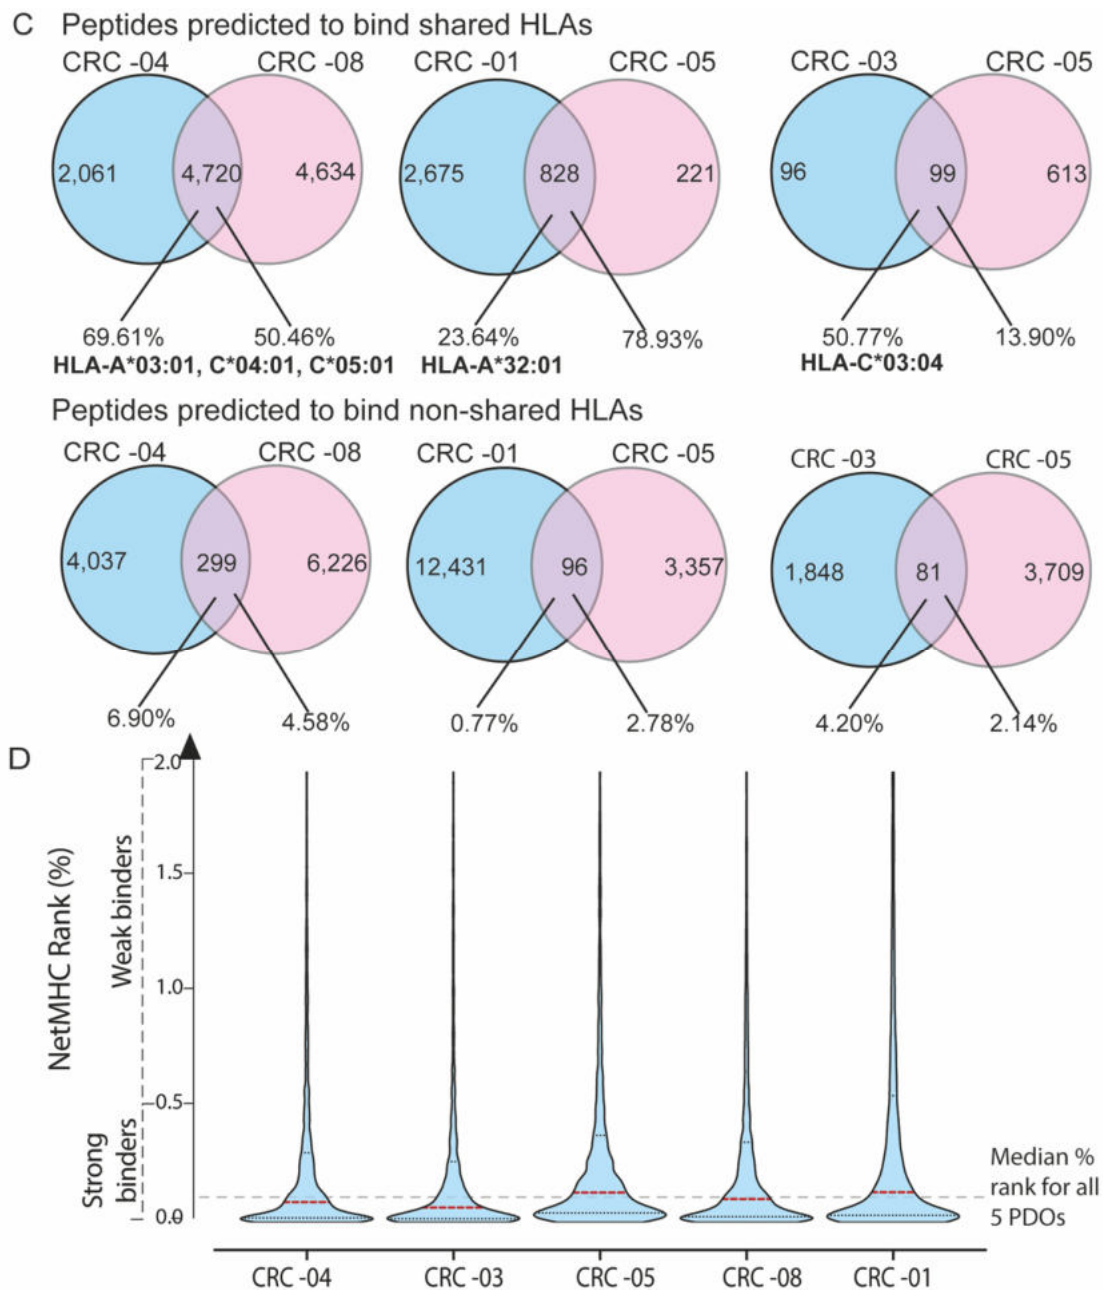 C Peptides predicted to bind shared HLAs
CRC -04 CRC -08 CRC -01 CRC -05 CRC -03 CRC -05
2,061 4,720 4,634 2,675 828 221 96 99 613
69.61% 50.46% 23.64% 78.93% 50.77% 13.90%
HLA-A*03:01, C*04:01, C*05:01 HLA-A*32:01 HLA-C*03:04
Peptides predicted to bind non-shared HLAs
CRC -04 CRC -08 CRC -01 CRC -05 CRC -03 CRC -05
4,037 299 6,226 12,431 96 3,357 1,848 81 3,709
6.90% 4.58% 0.77% 2.78% 4.20% 2.14%
D
NetMHC Rank (%)
Weak binders
Strong
binders
2.0
1.5
1.0
0.5
0.0
Median %
rank for all
5 PDOs
CRC -04 CRC -03 CRC -05 CRC -08 CRC -01